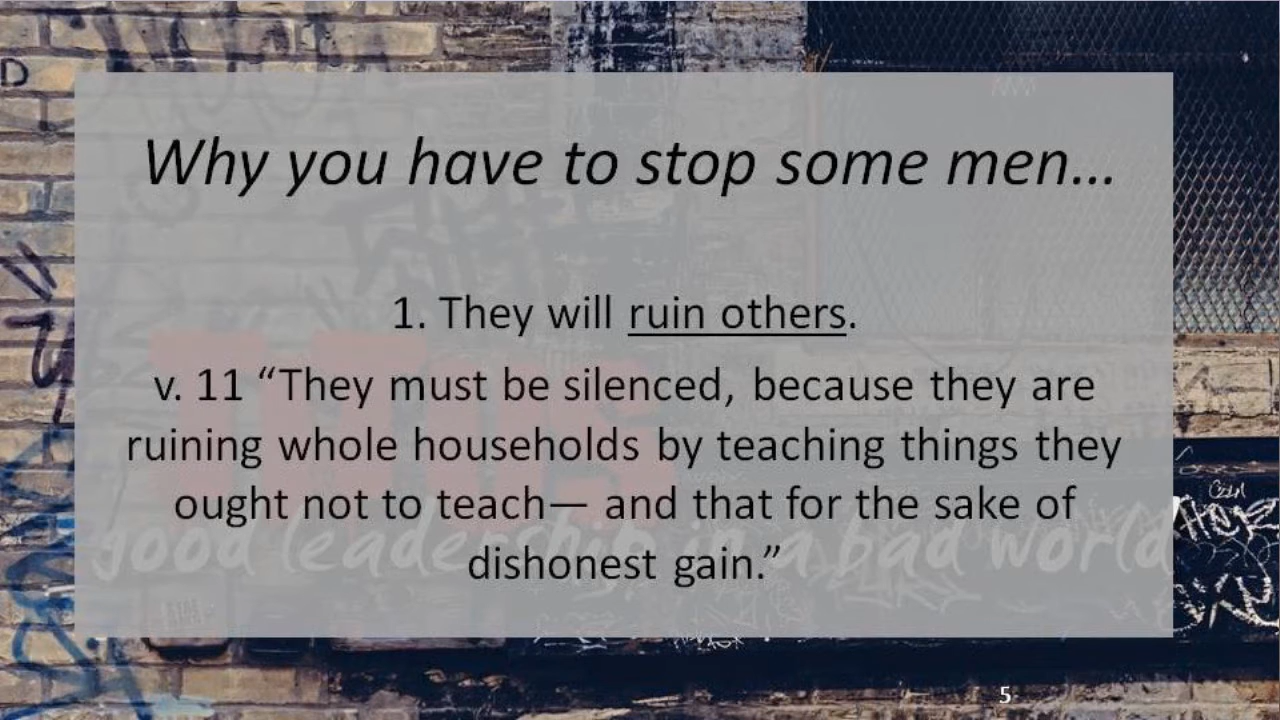 D
Why you have to stop some men…
1. They will ruin others.
v. 11 “They must be silenced, because they are
ruining whole households by teaching things they
ought not to teach— and that for the sake of
dishonest gain.”
TITUS
good leadership in a bad world
5